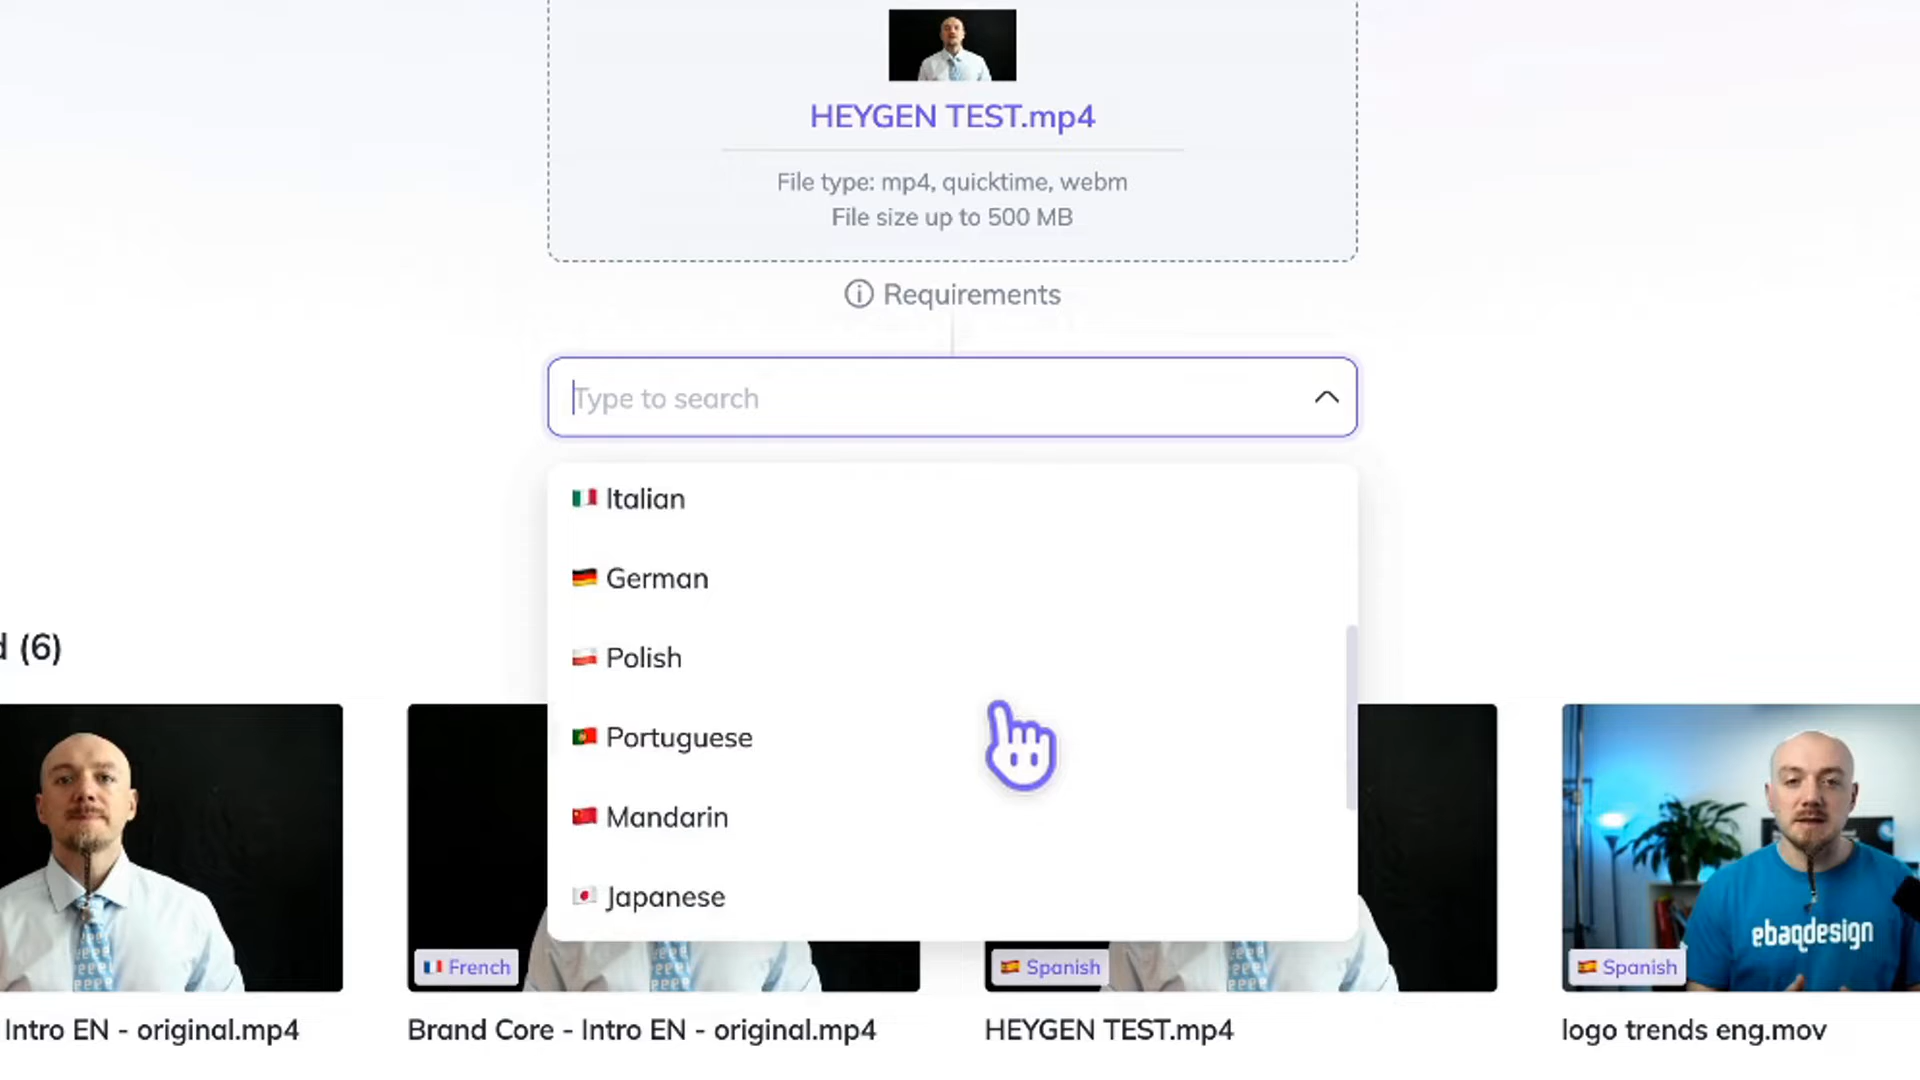 HEYGEN TEST.mp4
File type: mp4, quicktime, webm
File size up to 500 MB
Requirements
Type to search
Italian
German
Polish
Portuguese
Mandarin
Japanese
(6)
French
Spanish
ebaqdesign
Spanish
Intro EN - original.mp4
Brand Core - Intro EN - original.mp4
HEYGEN TEST.mp4
logo trends eng.mov